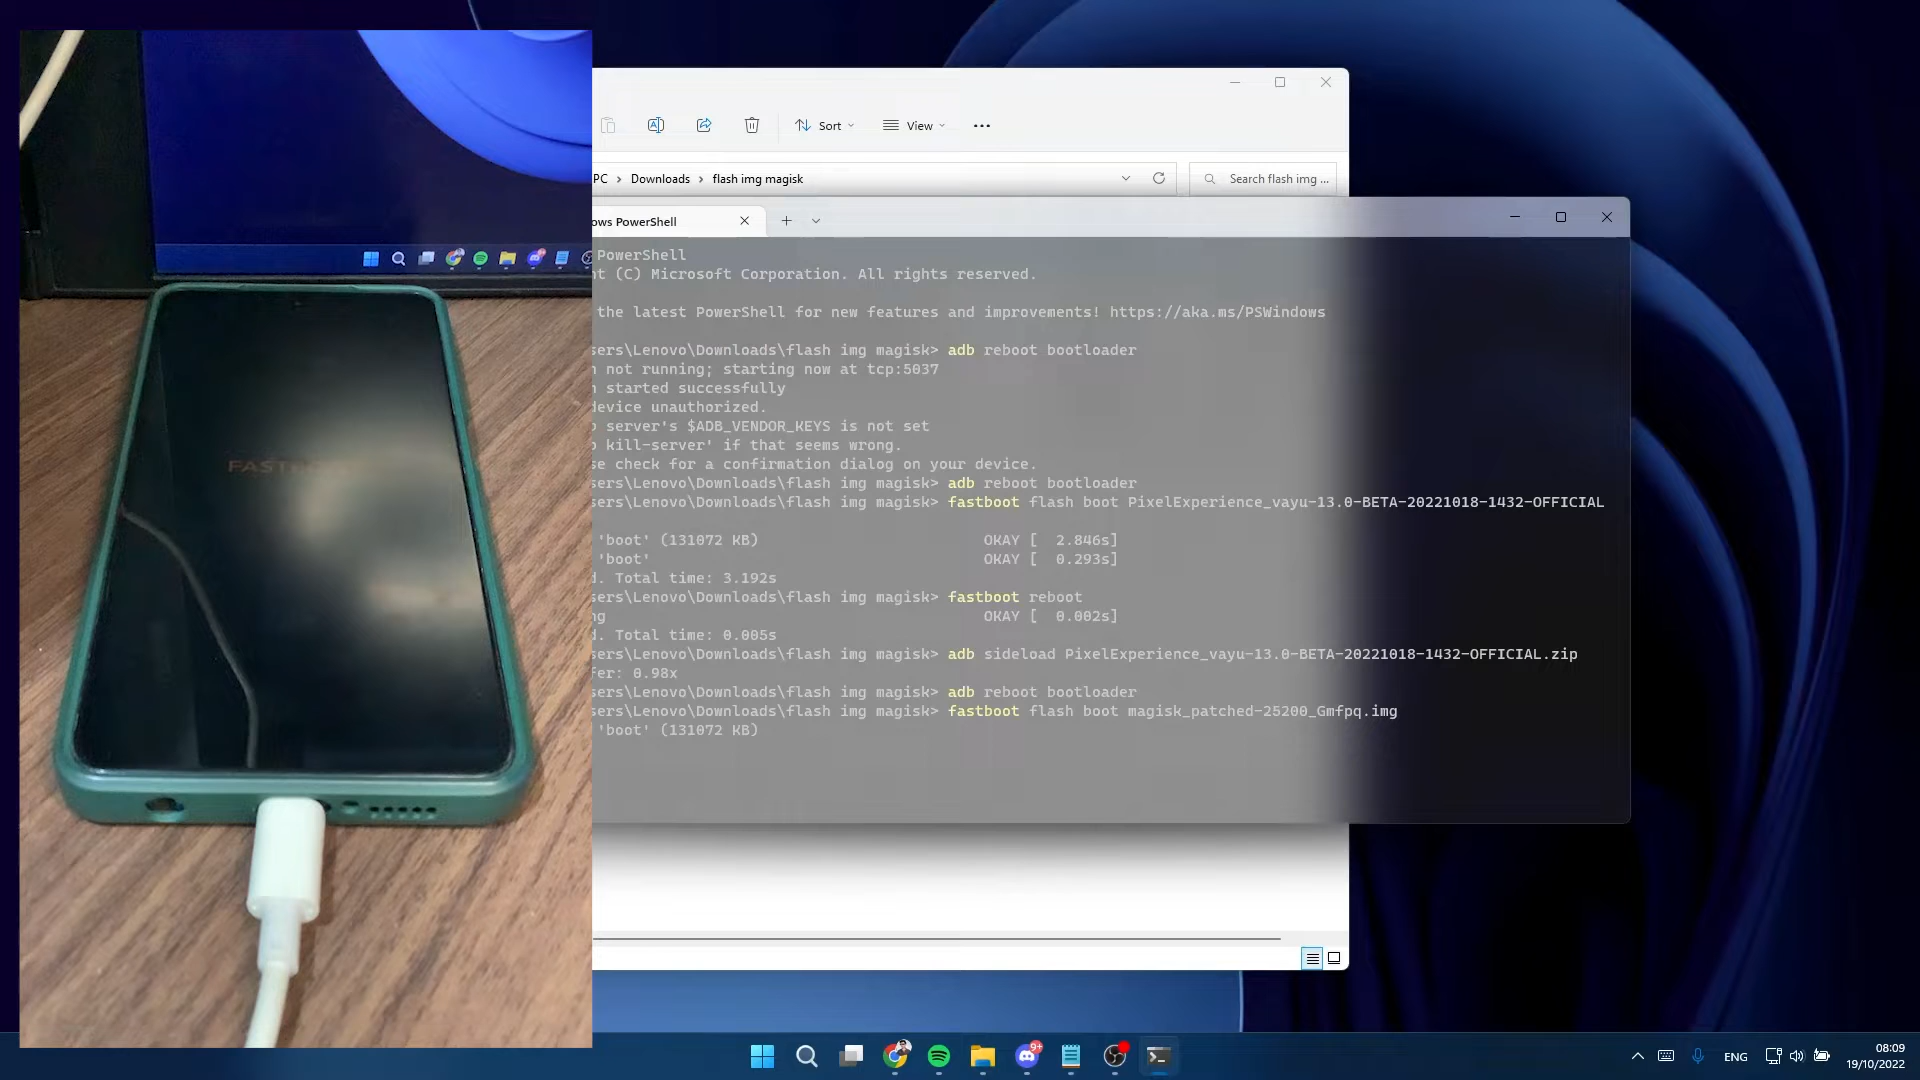 Sort
View
PC > Downloads > flash img magisk
Search flash img ...
ows PowerShell
PowerShell
nt (C) Microsoft Corporation. All rights reserved.
the latest PowerShell for new features and improvements! https://aka.ms/PSWindows
sers\Lenovo\Downloads\flash img magisk> adb reboot bootloader
n not running; starting now at tcp:5037
n started successfully
device unauthorized.
b server's $ADB_VENDOR_KEYS is not set
b kill-server' if that seems wrong.
se check for a confirmation dialog on your device.
sers\Lenovo\Downloads\flash img magisk> adb reboot bootloader
sers\Lenovo\Downloads\flash img magisk> fastboot flash boot PixelExperience_vayu-13.0-BETA-20221018-1432-OFFICIAL
'boot' (131072 KB) OKAY [ 2.846s]
'boot' OKAY [ 0.293s]
d. Total time: 3.192s
sers\Lenovo\Downloads\flash img magisk> fastboot reboot
ng OKAY [ 0.002s]
d. Total time: 0.005s
sers\Lenovo\Downloads\flash img magisk> adb sideload PixelExperience_vayu-13.0-BETA-20221018-1432-OFFICIAL.zip
fer: 0.98x
sers\Lenovo\Downloads\flash img magisk> adb reboot bootloader
sers\Lenovo\Downloads\flash img magisk> fastboot flash boot magisk_patched-25200_Gmfpq.img
'boot' (131072 KB)
9+
ENG
08:09
19/10/2022